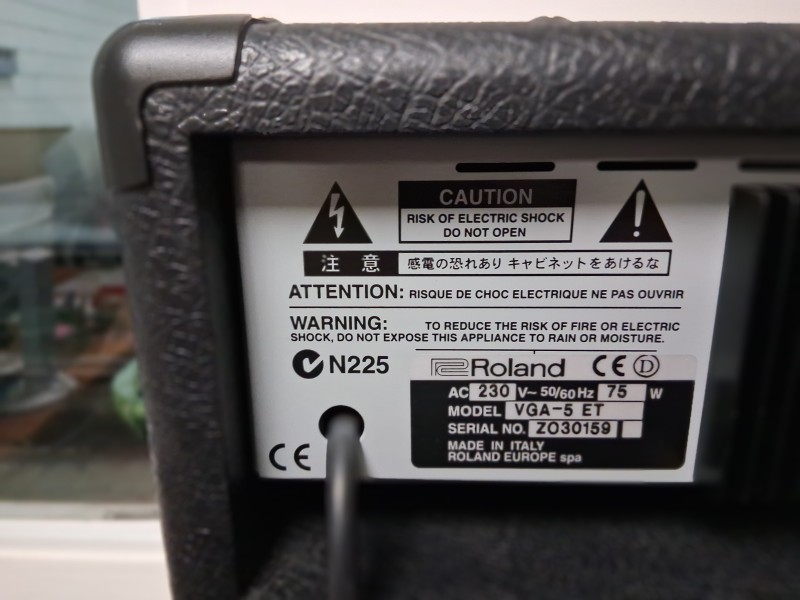 CAUTION
RISK OF ELECTRIC SHOCK
DO NOT OPEN
注 意 感電の恐れあり キャビネットをあけるな
ATTENTION: RISQUE DE CHOC ELECTRIQUE NE PAS OUVRIR
WARNING: TO REDUCE THE RISK OF FIRE OR ELECTRIC
SHOCK, DO NOT EXPOSE THIS APPLIANCE TO RAIN OR MOISTURE.
N225
Roland CE D
AC 230 V~ 50/60Hz 75 W
MODEL VGA-5 ET
SERIAL NO. ZO30159
MADE IN ITALY
ROLAND EUROPE spa
CE